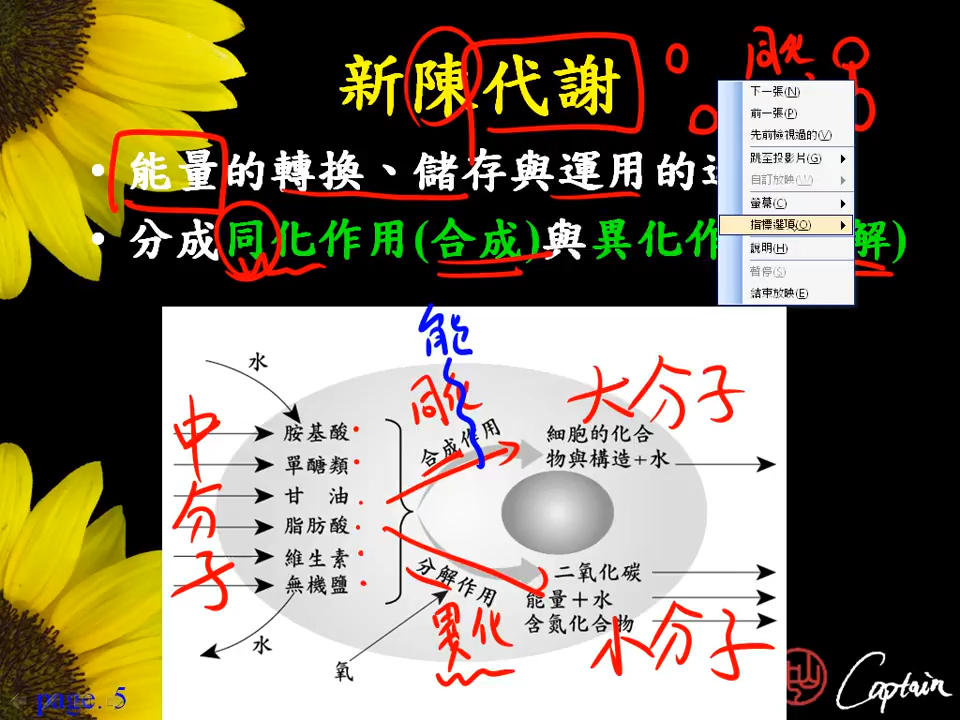 新陳代謝
同化
下一張(N)
前一張(P)
先前檢視過的(V)
跳至投影片(G)
自訂放映(W)
螢幕(C)
指標選項(O)
說明(H)
暫停(S)
結束放映(E)
• 能量的轉換、儲存與運用的
• 分成同化作用(合成)與異化作 解)
能
同化
大分子
中分子
水
胺基酸
單醣類
甘 油
脂肪酸
維生素
無機鹽
水
氧
合成作用
分解作用
細胞的化合
物與構造+水
二氧化碳
能量+水
含氮化合物
異化
小分子
page. 5
Captain